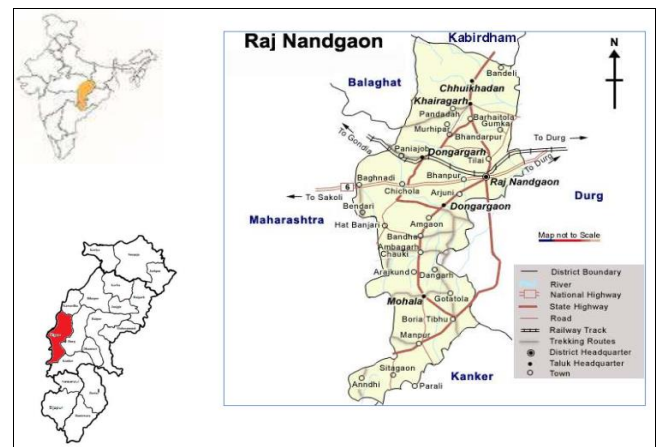 Raj Nandgaon
Kabirdham
N
Bandeli
Balaghat
Chhuikhadan
Khairagarh
Pandadah
Barhaitola
Gumka
Murhipar
Bhandarpur
To Gondia
To Durg
Paniajob
Dongargarh
Tilai
To Durg
Baghnadi
Bhanpur
Raj Nandgaon
6
To Sakoli
Chichola
Arjuni
Durg
Bendari
Dongargaon
Maharashtra
Hat Banjari
Amgaon
Bandha
Map not to Scale
Ambagarh
Chauki
Arajkund
Dangarh
District Boundary
River
National Highway
State Highway
Road
Railway Track
Trekking Routes
District Headquarter
Taluk Headquarter
Town
Mohala
Gotatola
Boria Tibhu
Manpur
Sitagaon
Kanker
Anndhi
Parali